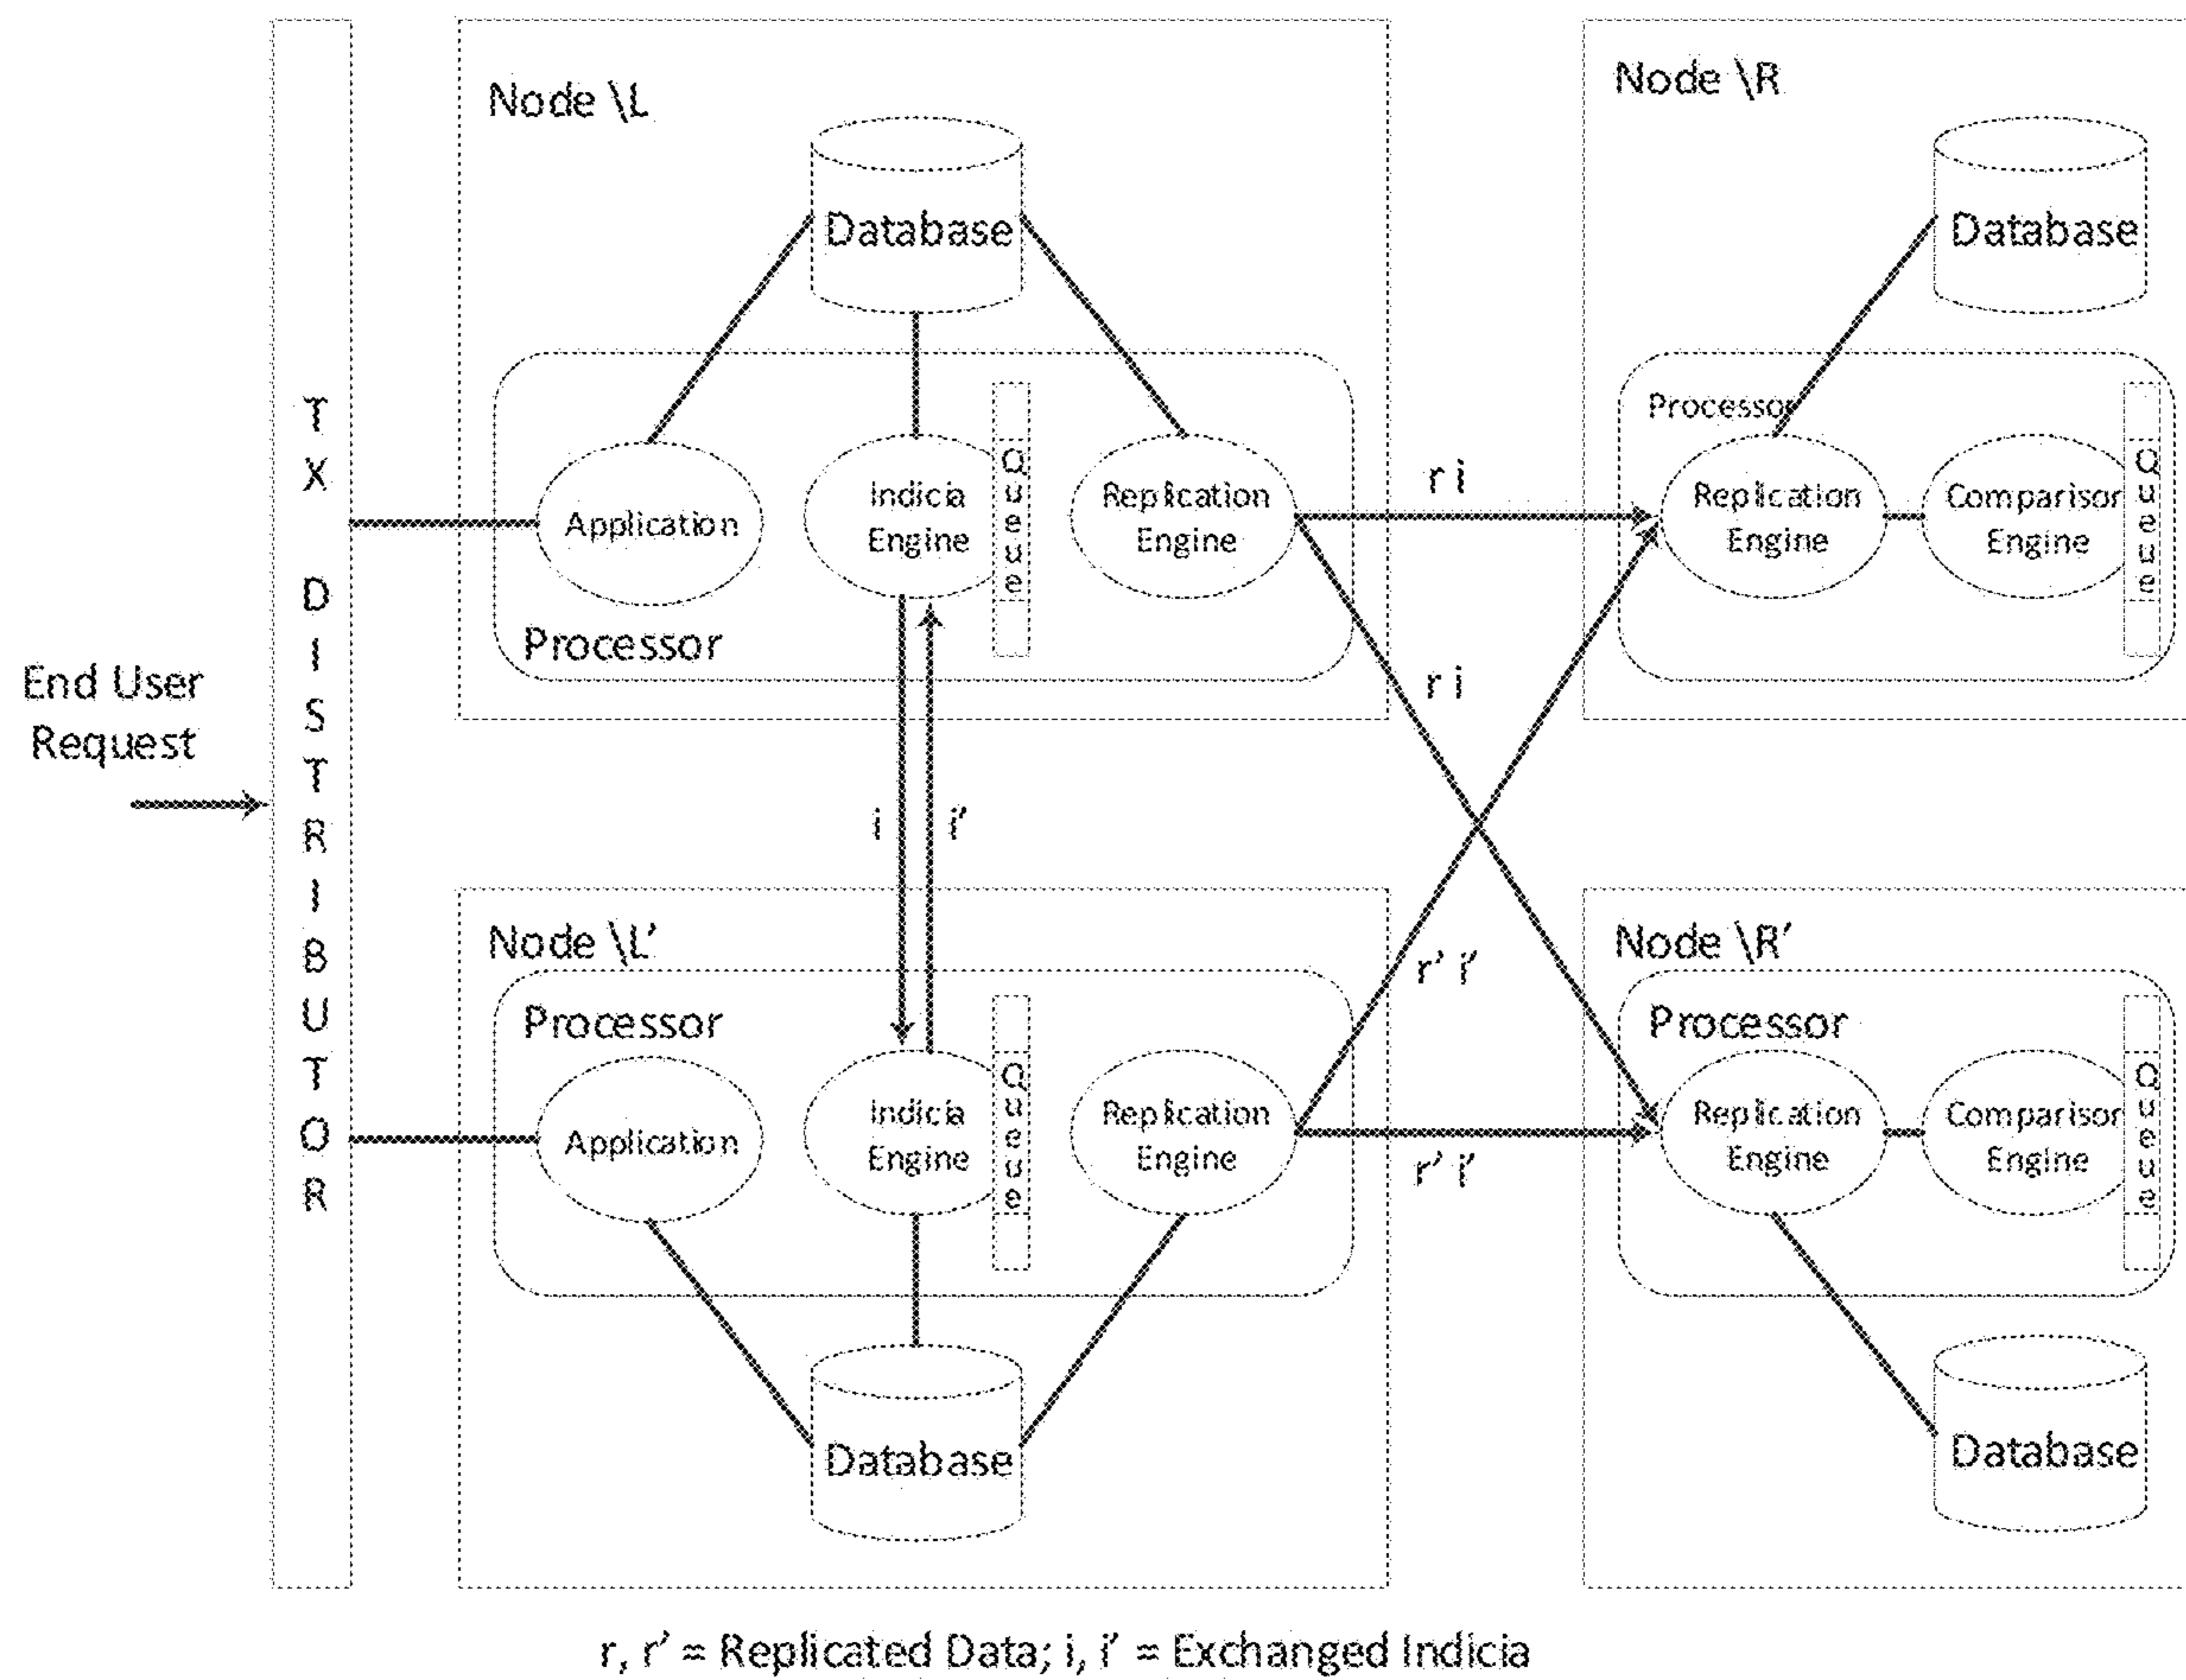 End User
Request
TX DISTRIBUTOR
Node \L
Database
Application
Indicia
Engine
Queue
Replication
Engine
Processor
r i
r i
Node \R
Database
Processor
Replication
Engine
Comparison
Engine
Queue
i
i’
Node \L’
Processor
Application
Indicia
Engine
Queue
Replication
Engine
Database
r’ i’
r’ i’
Node \R’
Processor
Replication
Engine
Comparison
Engine
Queue
Database
r, r’ = Replicated Data; i, i’ = Exchanged Indicia